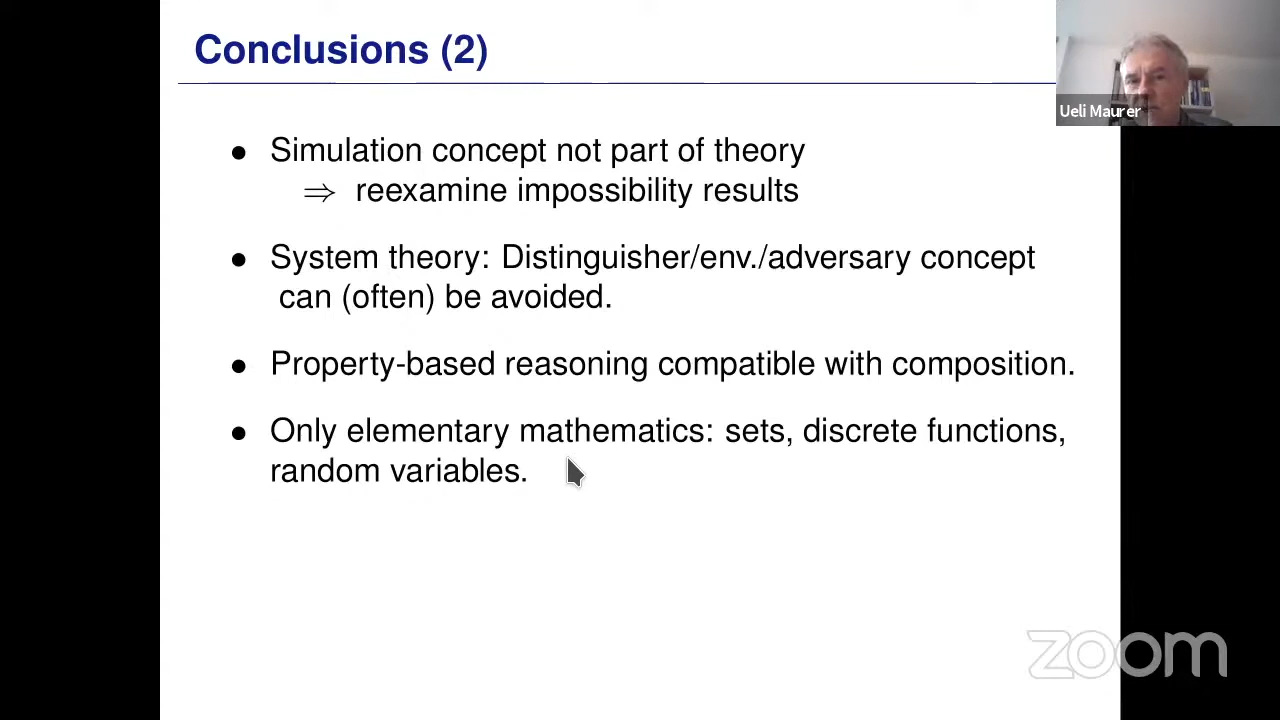 Conclusions (2)
Ueli Maurer
• Simulation concept not part of theory
⇒ reexamine impossibility results
• System theory: Distinguisher/env./adversary concept
can (often) be avoided.
• Property-based reasoning compatible with composition.
• Only elementary mathematics: sets, discrete functions,
random variables.
zoom